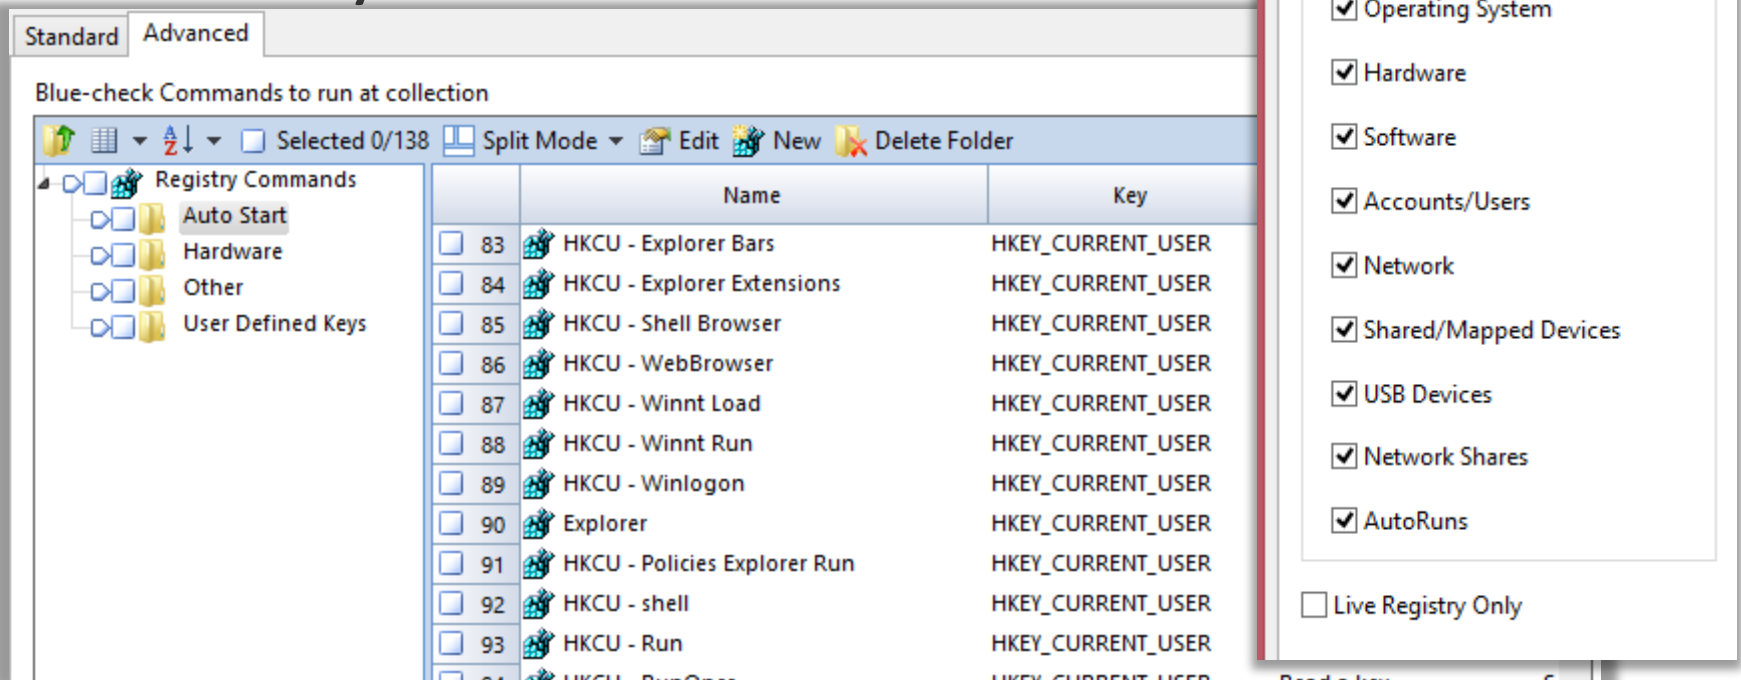 Standard Advanced
Blue-check Commands to run at collection
Selected 0/138 Split Mode Edit New Delete Folder
Registry Commands
Auto Start
Hardware
Other
User Defined Keys
Name Key
83 HKCU - Explorer Bars HKEY_CURRENT_USER
84 HKCU - Explorer Extensions HKEY_CURRENT_USER
85 HKCU - Shell Browser HKEY_CURRENT_USER
86 HKCU - WebBrowser HKEY_CURRENT_USER
87 HKCU - Winnt Load HKEY_CURRENT_USER
88 HKCU - Winnt Run HKEY_CURRENT_USER
89 HKCU - Winlogon HKEY_CURRENT_USER
90 Explorer HKEY_CURRENT_USER
91 HKCU - Policies Explorer Run HKEY_CURRENT_USER
92 HKCU - shell HKEY_CURRENT_USER
93 HKCU - Run HKEY_CURRENT_USER
HKCU - RunOnce HKEY_CURRENT_USER Read a key
Operating System
Hardware
Software
Accounts/Users
Network
Shared/Mapped Devices
USB Devices
Network Shares
AutoRuns
Live Registry Only